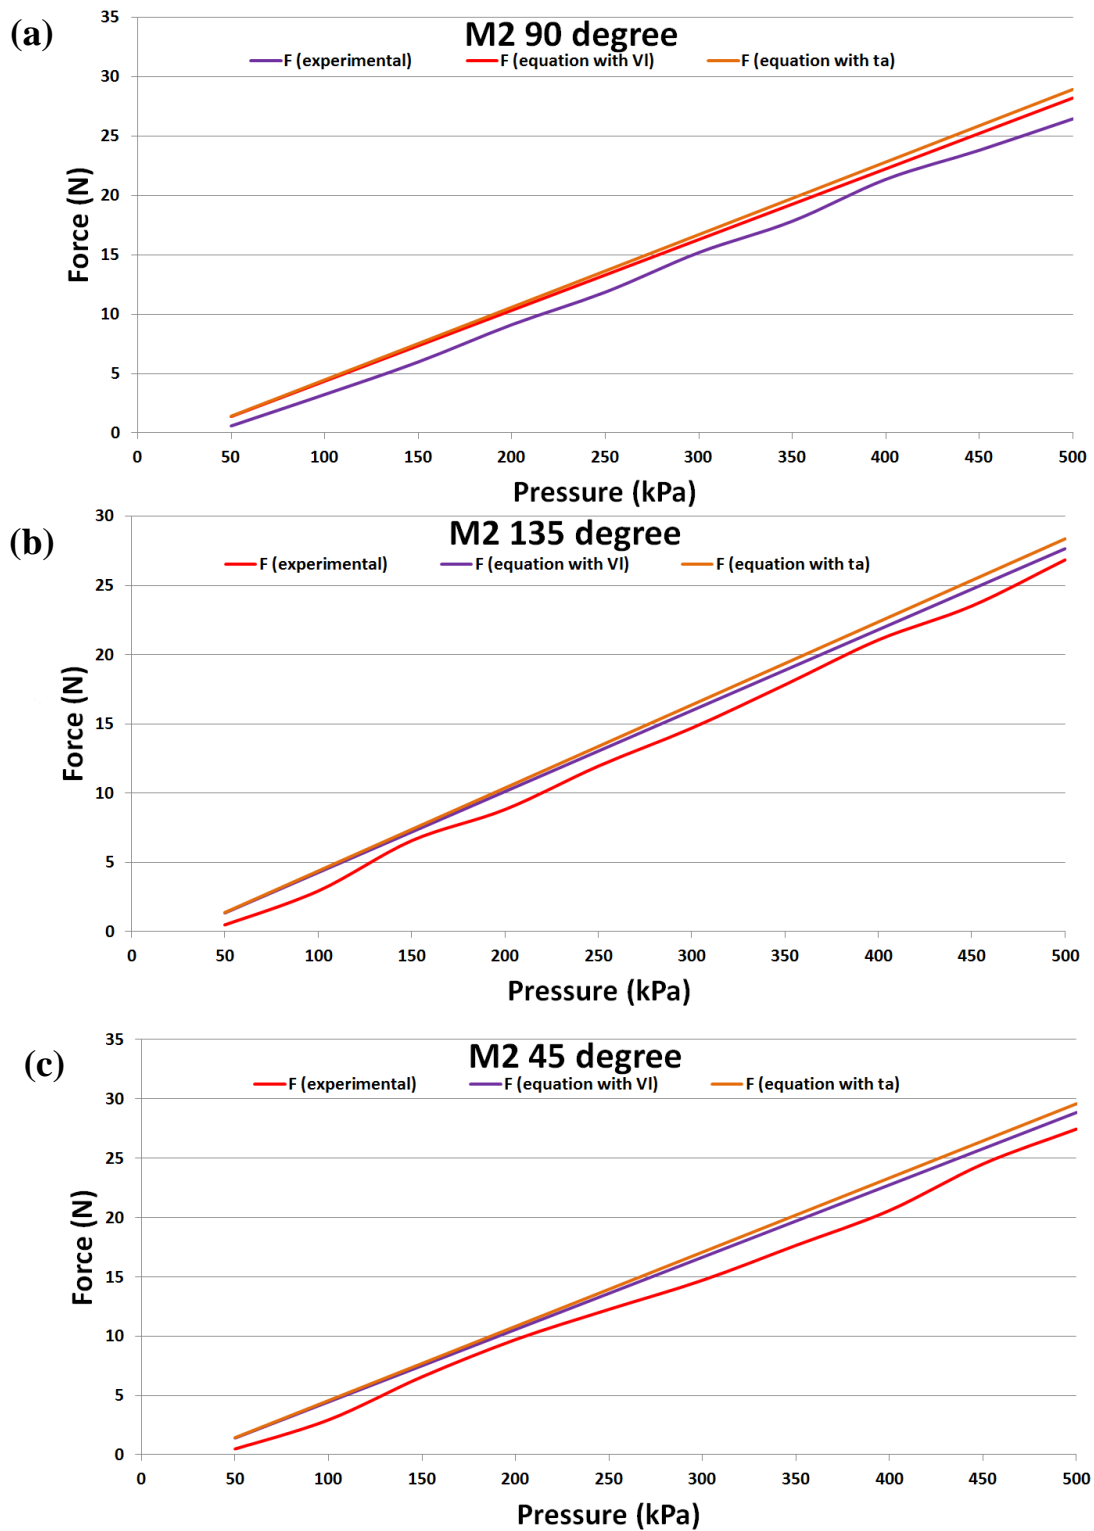 (a)
M2 90 degree
F (experimental) F (equation with Vl) F (equation with ta)
35
30
25
20
15
10
5
0
Force (N)
0 50 100 150 200 250 300 350 400 450 500
Pressure (kPa)
(b)
M2 135 degree
F (experimental) F (equation with Vl) F (equation with ta)
30
25
20
15
10
5
0
Force (N)
0 50 100 150 200 250 300 350 400 450 500
Pressure (kPa)
(c)
M2 45 degree
F (experimental) F (equation with Vl) F (equation with ta)
35
30
25
20
15
10
5
0
Force (N)
0 50 100 150 200 250 300 350 400 450 500
Pressure (kPa)